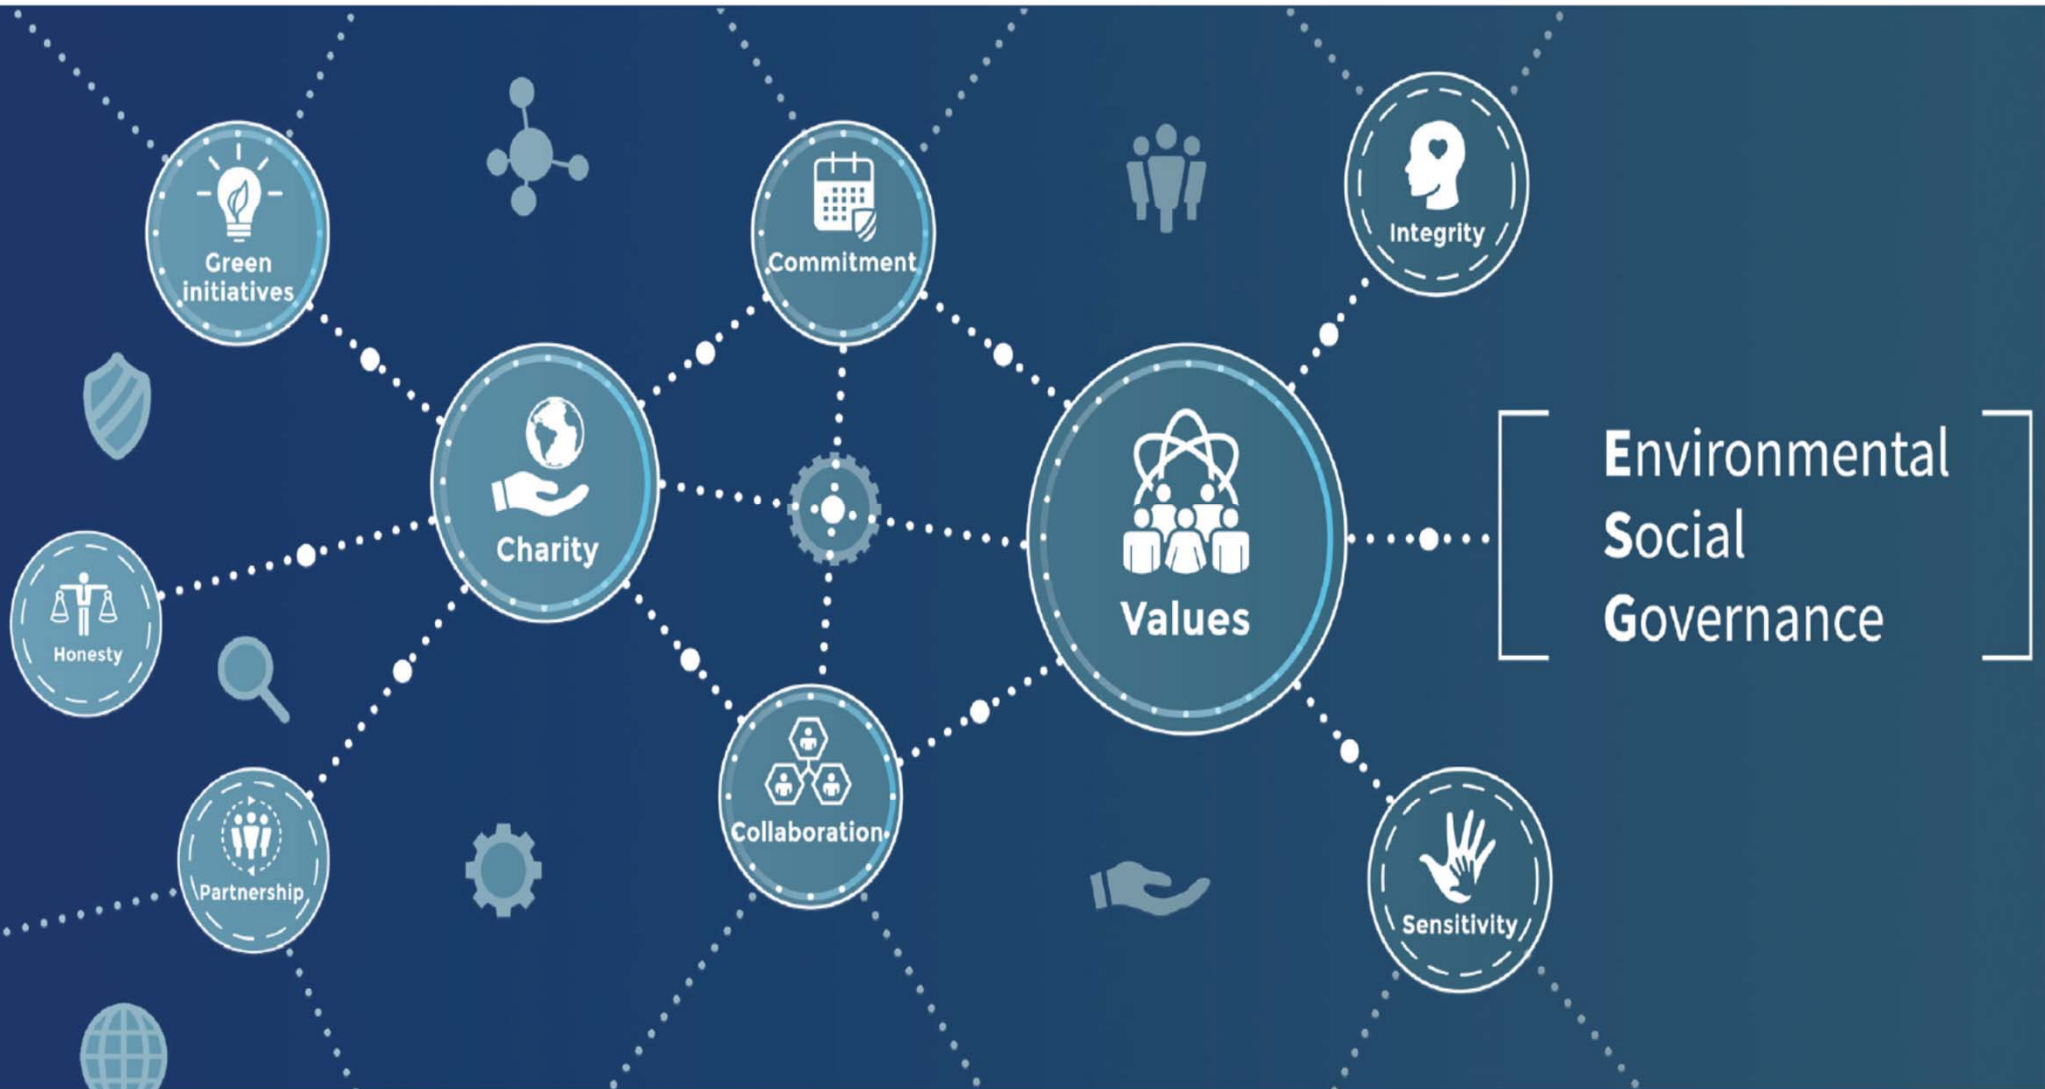 Green
initiatives
Commitment
Integrity
Charity
Values
Environmental
Social
Governance
Honesty
Partnership
Collaboration
Sensitivity